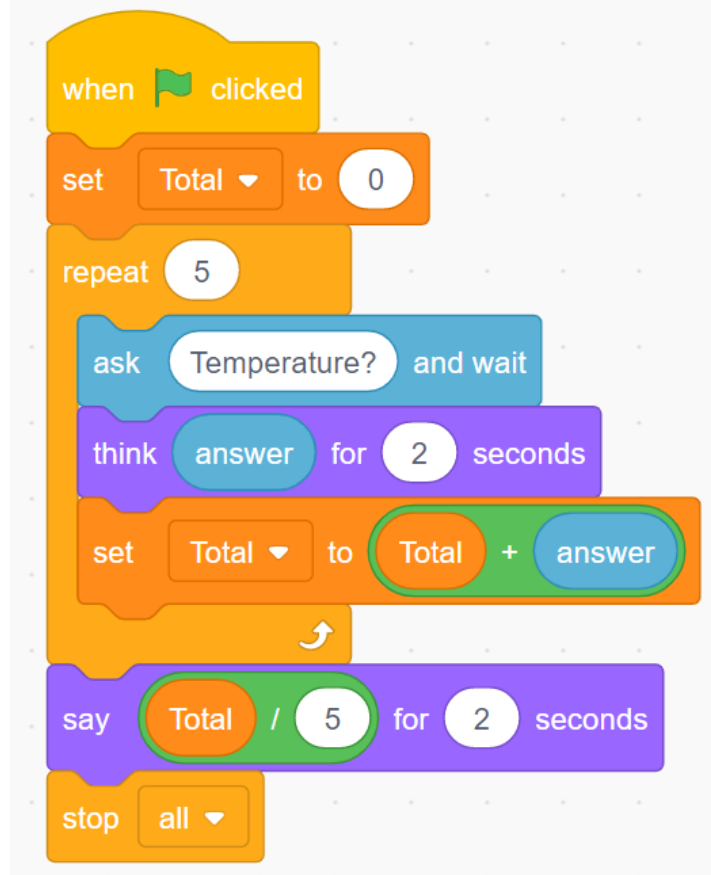 when clicked
set Total to 0
repeat 5
ask Temperature? and wait
think answer for 2 seconds
set Total to Total + answer
say Total / 5 for 2 seconds
stop all